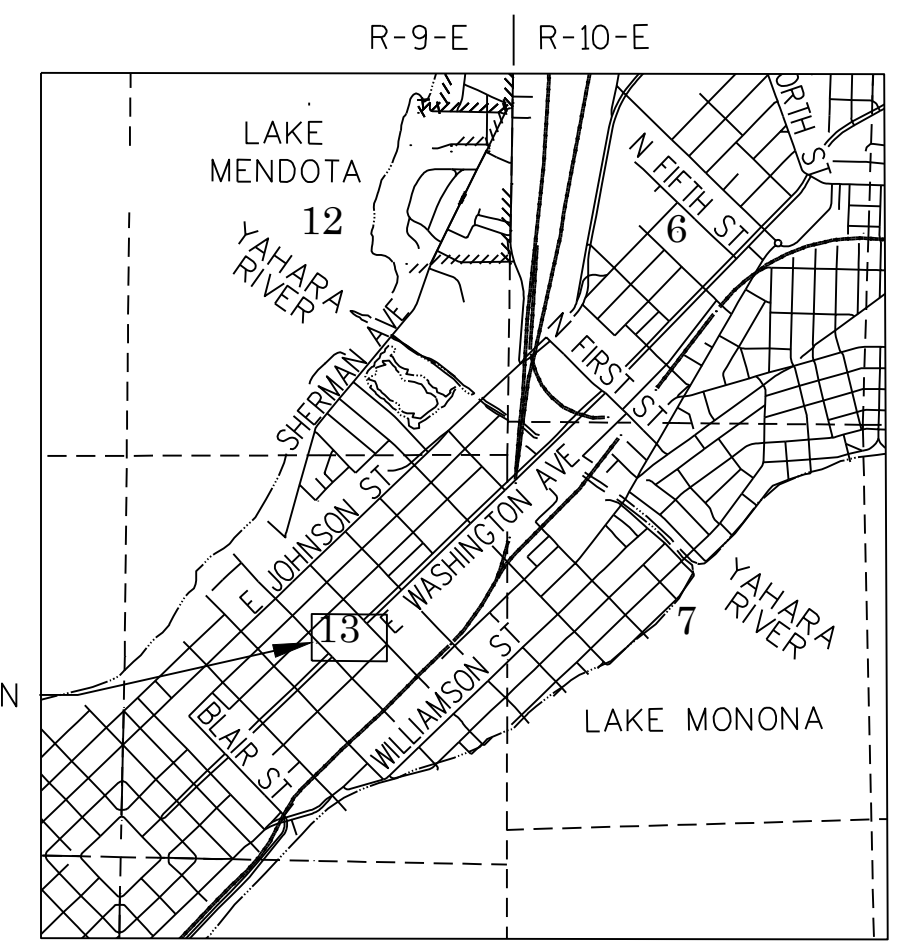 R-9-E R-10-E
LAKE
MENDOTA
12
YAHARA
RIVER
ORTH ST
N FIFTH ST
6
SHERMAN AVE
N FIRST ST
E JOHNSON ST
E WASHINGTON AVE
13
N
BLAIR ST
WILLIAMSON ST
7
YAHARA
RIVER
LAKE MONONA